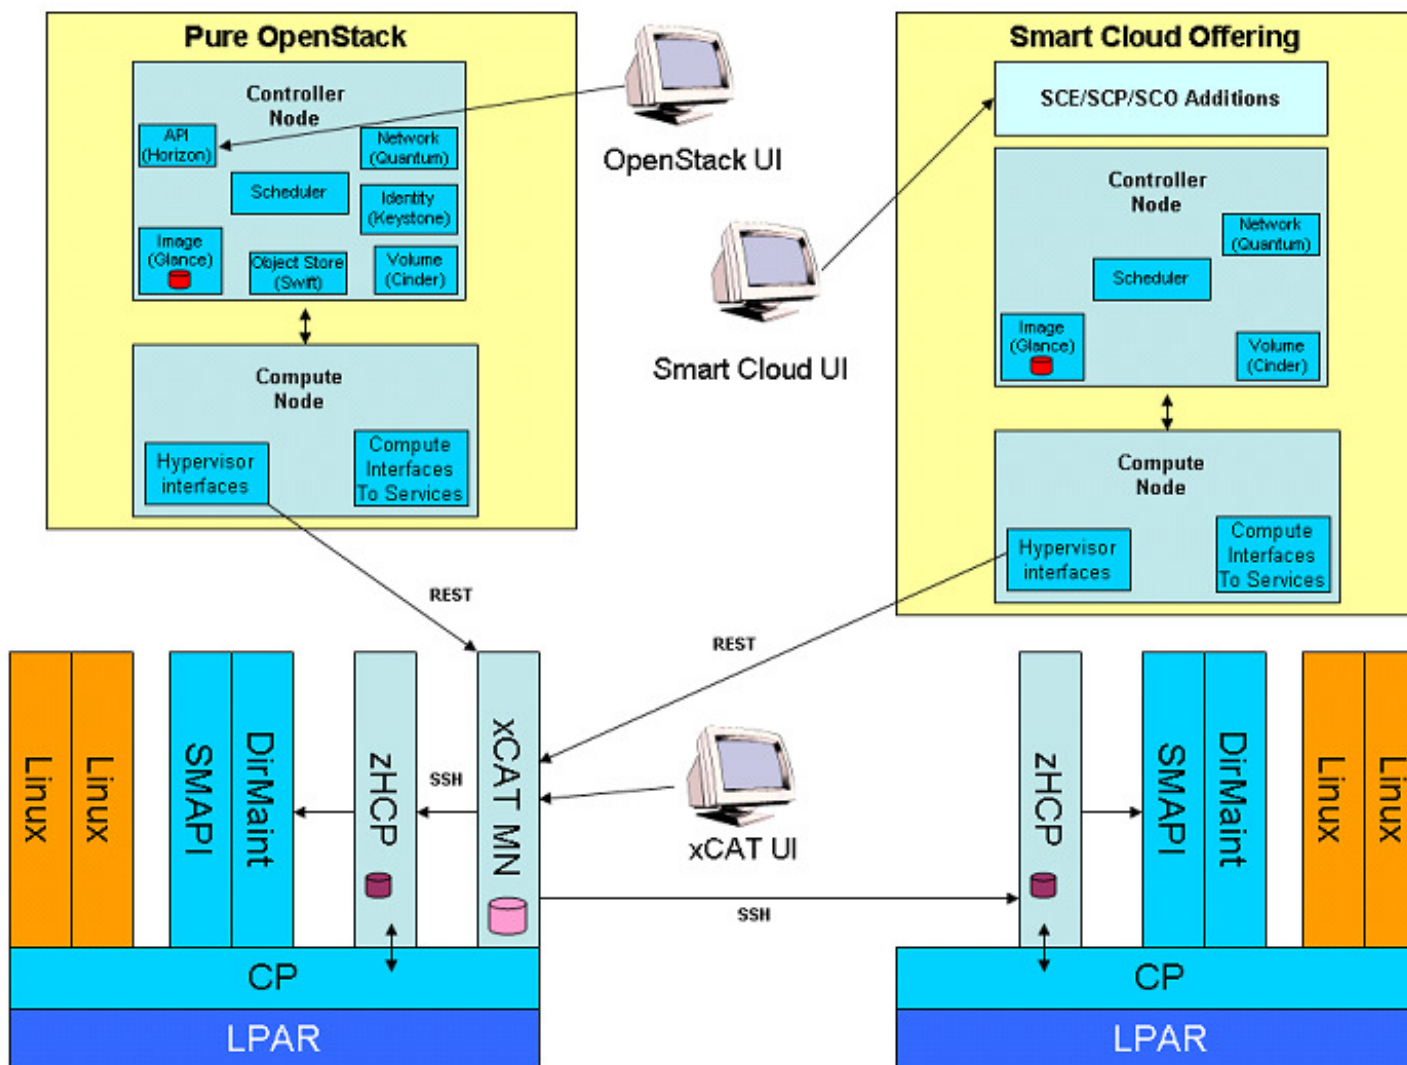 Pure OpenStack
Controller
Node
API
(Horizon)
Network
(Quantum)
Scheduler
Identity
(Keystone)
Image
(Glance)
Object Store
(Swift)
Volume
(Cinder)
Compute
Node
Hypervisor
interfaces
Compute
Interfaces
To Services
OpenStack UI
Smart Cloud UI
Smart Cloud Offering
SCE/SCP/SCO Additions
Controller
Node
Network
(Quantum)
Scheduler
Image
(Glance)
Volume
(Cinder)
Compute
Node
Hypervisor
interfaces
Compute
Interfaces
To Services
REST
REST
Linux
Linux
SMAPI
DirMaint
zHCP
SSH
xCAT MN
xCAT UI
SSH
zHCP
SMAPI
DirMaint
Linux
Linux
CP
LPAR
CP
LPAR